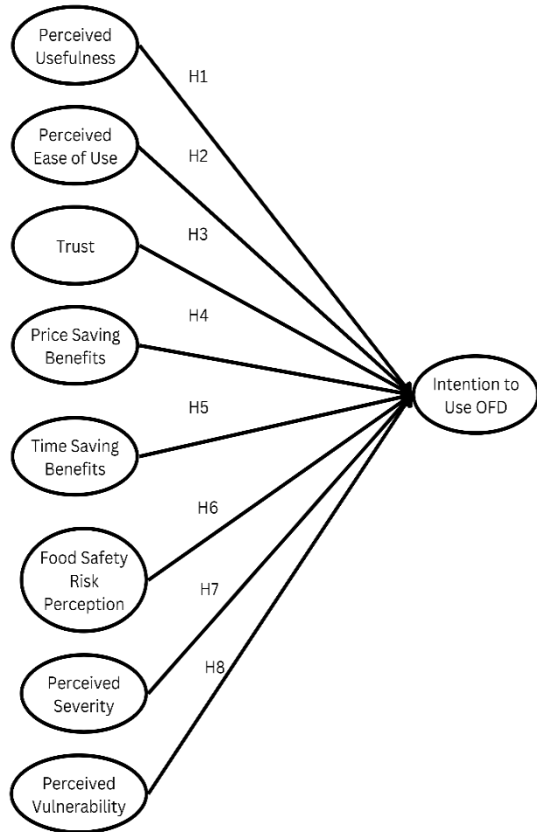 Perceived
Usefulness
H1
Perceived
Ease of Use
H2
Trust
H3
Price Saving
Benefits
H4
Intention to
Use OFD
Time Saving
Benefits
H5
Food Safety
Risk
Perception
H6
Perceived
Severity
H7
Perceived
Vulnerability
H8